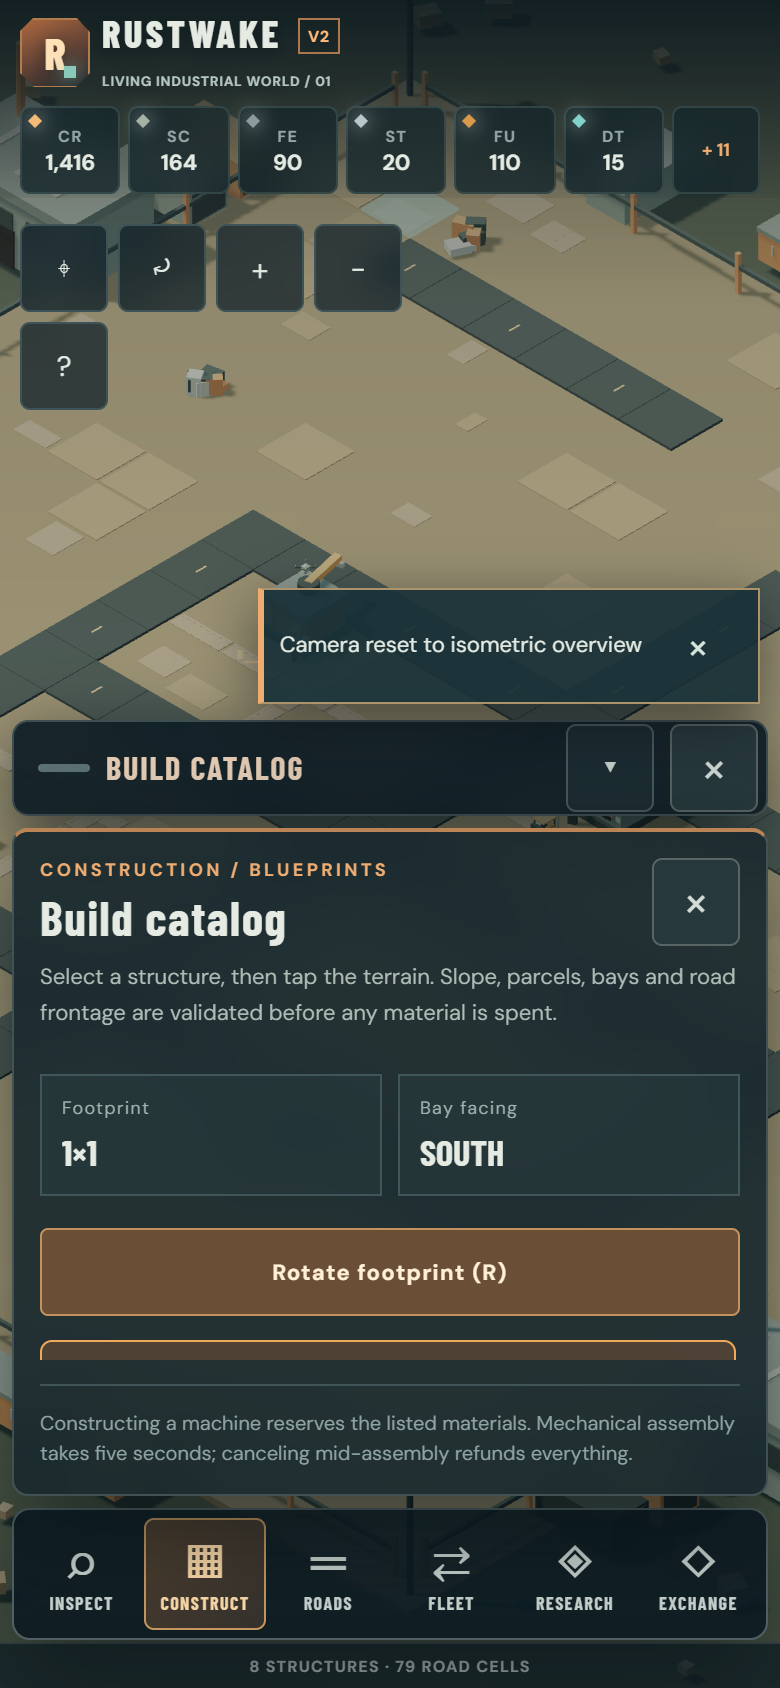 R
RUSTWAKE V2
LIVING INDUSTRIAL WORLD / 01
CR
1,416
SC
164
FE
90
ST
20
FU
110
DT
15
+ 11
+
−
?
Camera reset to isometric overview ×
BUILD CATALOG ▼ ×
CONSTRUCTION / BLUEPRINTS
Build catalog ×
Select a structure, then tap the terrain. Slope, parcels, bays and road
frontage are validated before any material is spent.
Footprint
1×1
Bay facing
SOUTH
Rotate footprint (R)
Constructing a machine reserves the listed materials. Mechanical assembly
takes five seconds; canceling mid-assembly refunds everything.
INSPECT
CONSTRUCT
ROADS
FLEET
RESEARCH
EXCHANGE
8 STRUCTURES · 79 ROAD CELLS